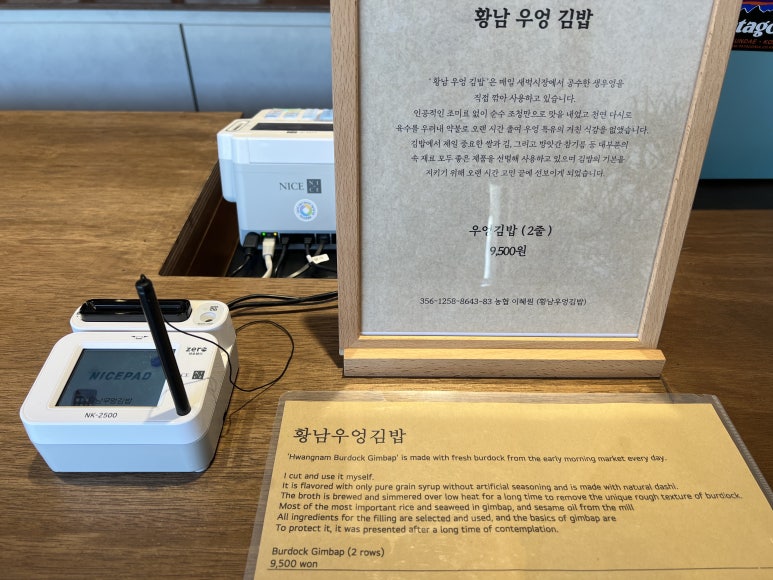 황남 우엉 김밥
'황남 우엉 김밥'은 매일 새벽시장에서 공수한 생우엉을
직접 깎아 사용하고 있습니다.
인공적인 조미료 없이 순수 조청만으로 맛을 내었고 천연 다시로
육수를 우려내 약불로 오랜 시간 졸여 우엉 특유의 거친 식감을 없앴습니다.
김밥에서 제일 중요한 쌀과 김, 그리고 방앗간 참기름 등 대부분의
속 재료 모두 좋은 제품을 선별해 사용하고 있으며 김밥의 기본을
지키기 위해 오랜 시간 고민 끝에 선보이게 되었습니다.
우엉김밥 (2줄)
9,500원
356-1258-8643-83 농협 이혜원 (황남우엉김밥)
NICE
zero
NICEPAD
황남우엉김밥
NK-2500
황남우엉김밥
'Hwangnam Burdock Gimbap' is made with fresh burdock from the early morning market every day.
I cut and use it myself.
It is flavored with only pure grain syrup without artificial seasoning and is made with natural dashi.
The broth is brewed and simmered over low heat for a long time to remove the unique rough texture of burdock.
Most of the most important rice and seaweed in gimbap, and sesame oil from the mill
All ingredients for the filling are selected and used, and the basics of gimbap are
To protect it, it was presented after a long time of contemplation.
Burdock Gimbap (2 rows)
9,500 won